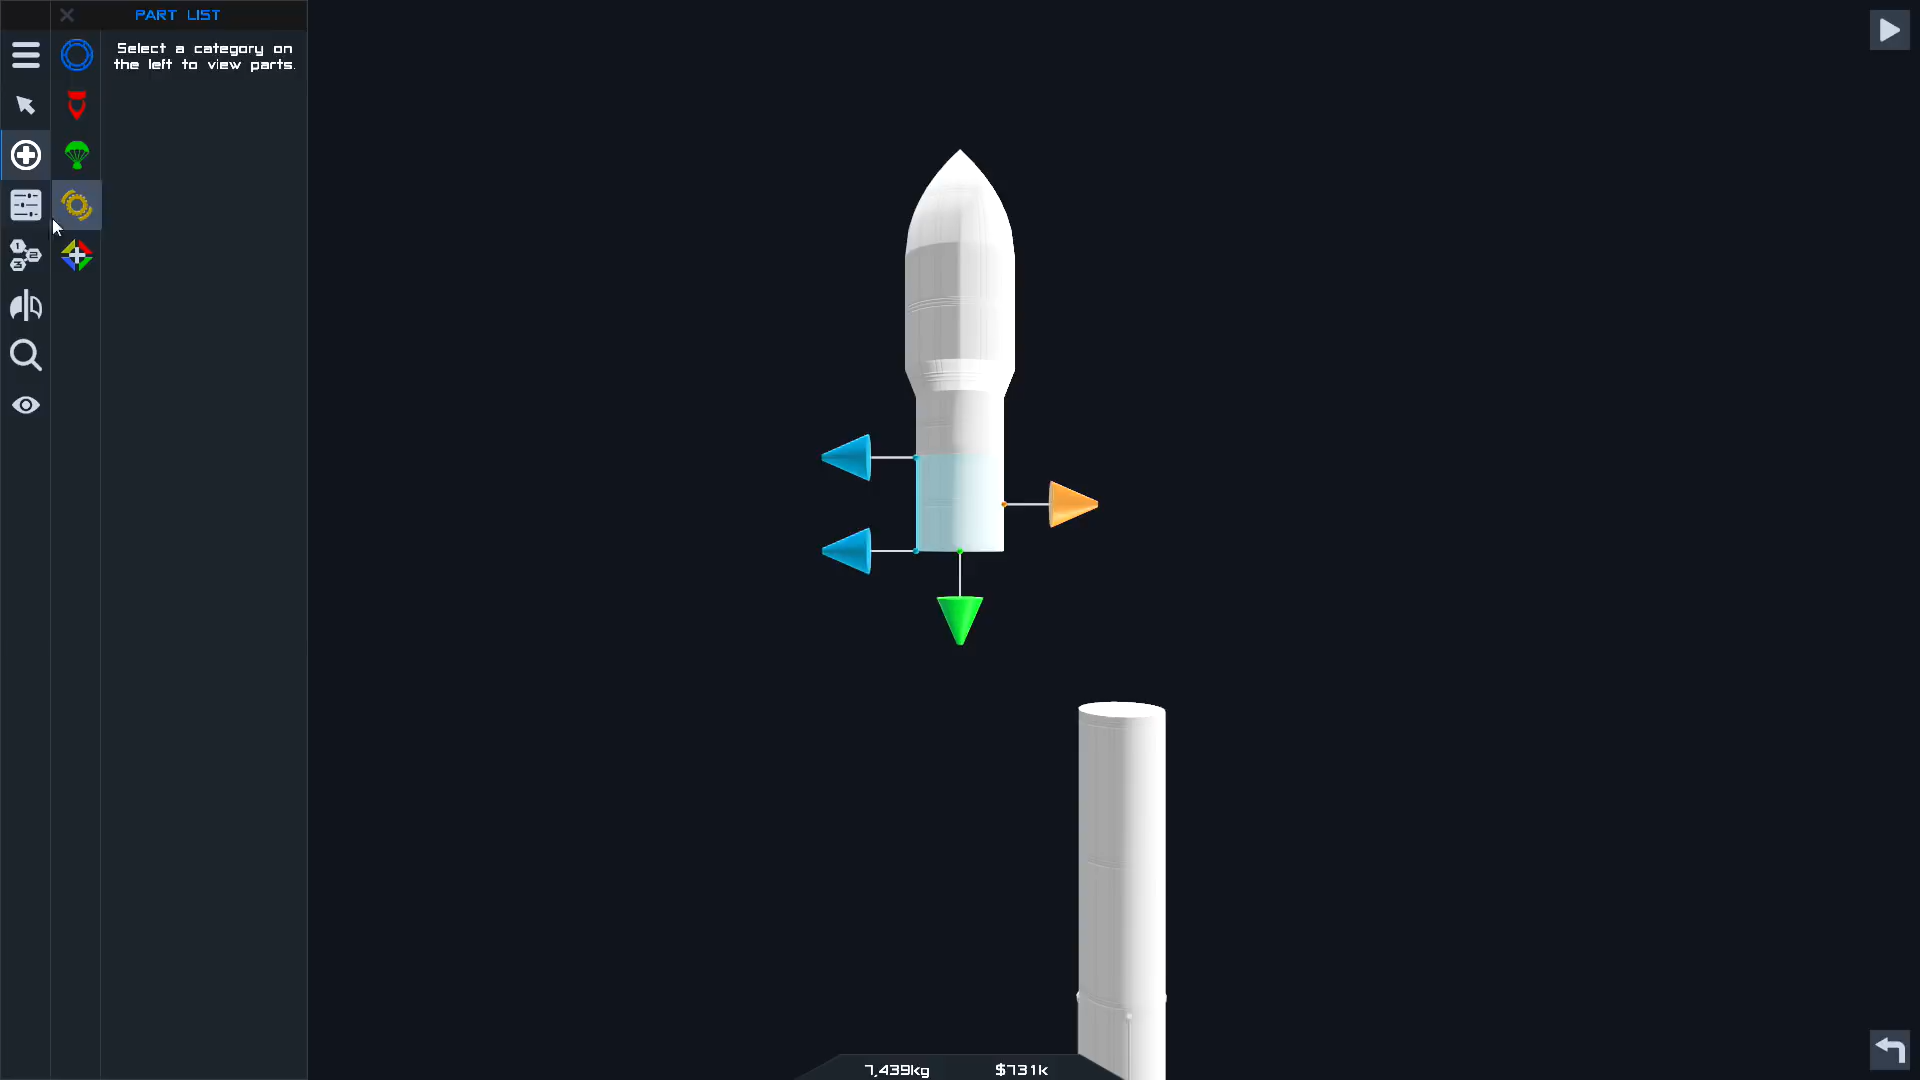 PART LIST
Select a category on
the left to view parts.
7,439kg
$731k